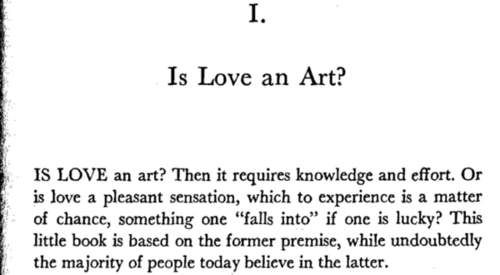 I.
Is Love an Art?
IS LOVE an art? Then it requires knowledge and effort. Or
is love a pleasant sensation, which to experience is a matter
of chance, something one “falls into” if one is lucky? This
little book is based on the former premise, while undoubtedly
the majority of people today believe in the latter.